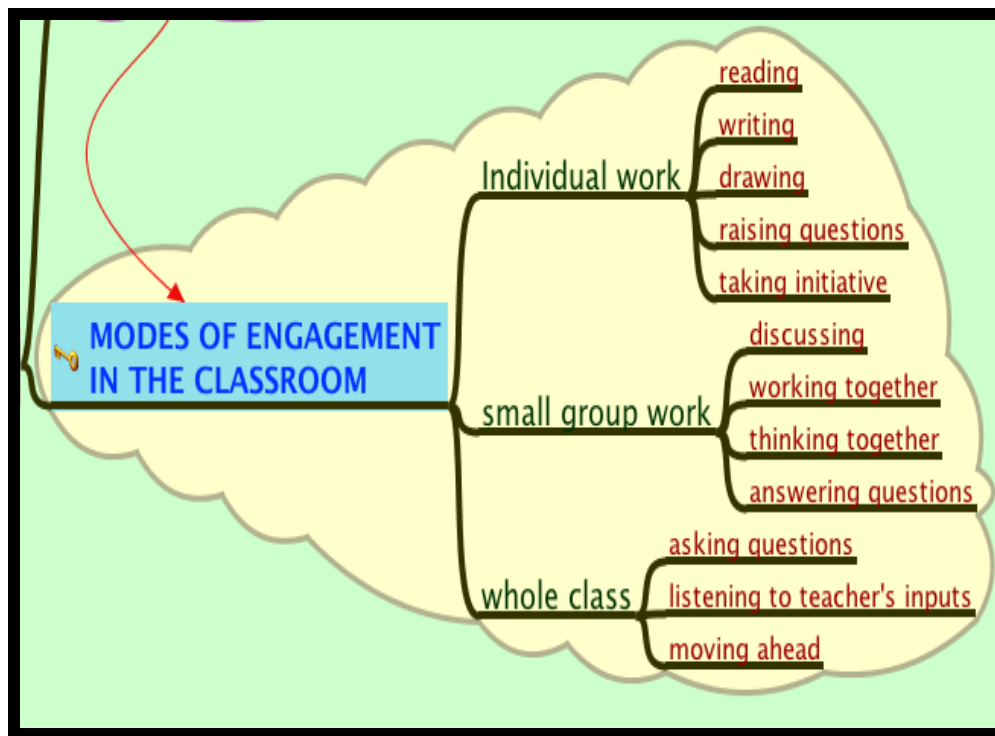 MODES OF ENGAGEMENT
IN THE CLASSROOM
Individual work
reading
writing
drawing
raising questions
taking initiative
small group work
discussing
working together
thinking together
answering questions
whole class
asking questions
listening to teacher's inputs
moving ahead